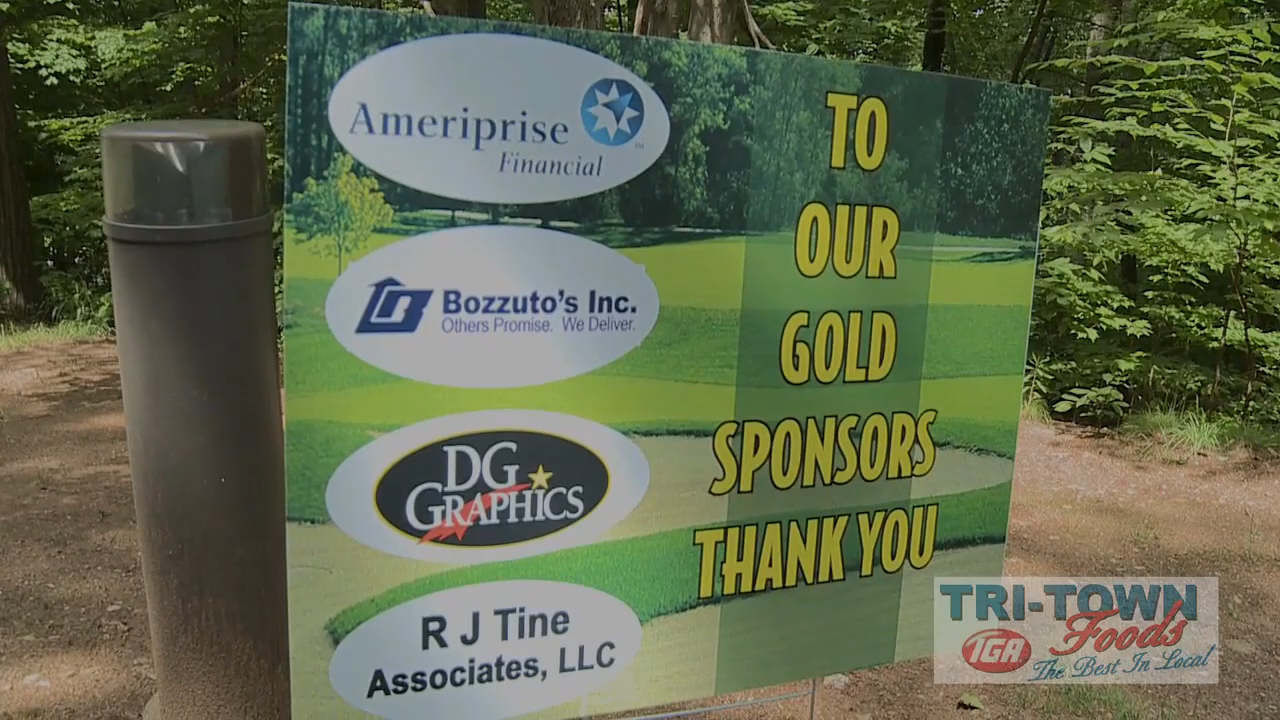 Ameriprise
Financial
SM
Bozzuto's Inc.
Others Promise. We Deliver.
DG
GRAPHICS
R J Tine
Associates, LLC
TO
OUR
GOLD
SPONSORS
THANK YOU
TRI-TOWN
IGA Foods
The Best In Local